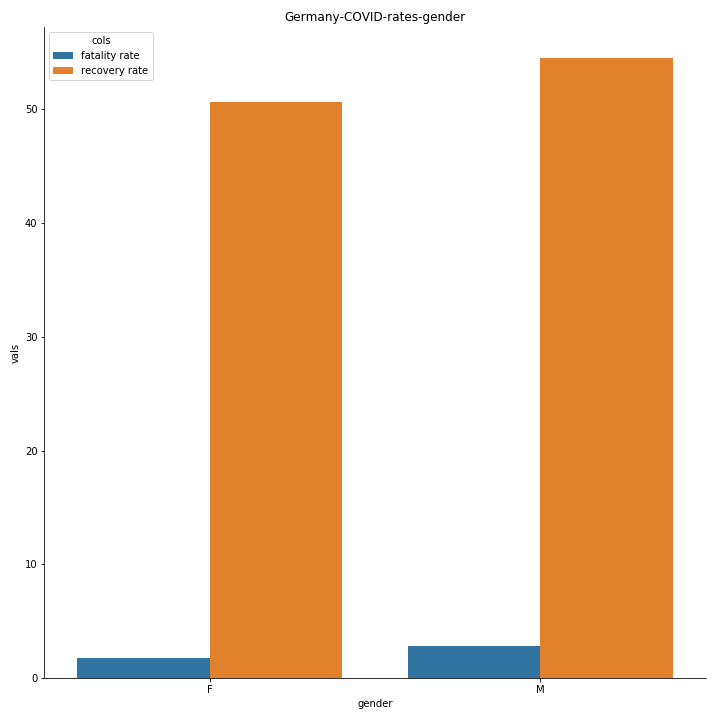 Germany-COVID-rates-gender
cols
fatality rate
recovery rate
50
40
30
20
10
0
vals
F
M
gender